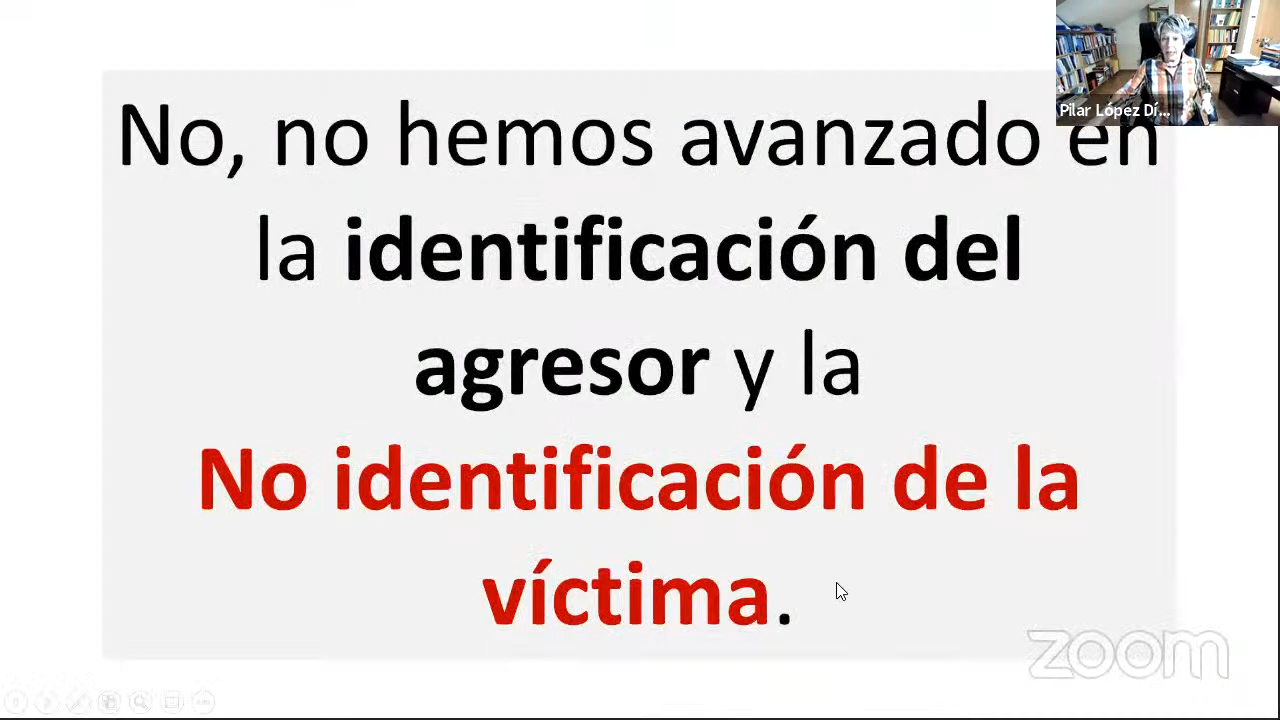 Pilar López Dí...
No, no hemos avanzado en
la identificación del
agresor y la
No identificación de la
víctima.
zoom